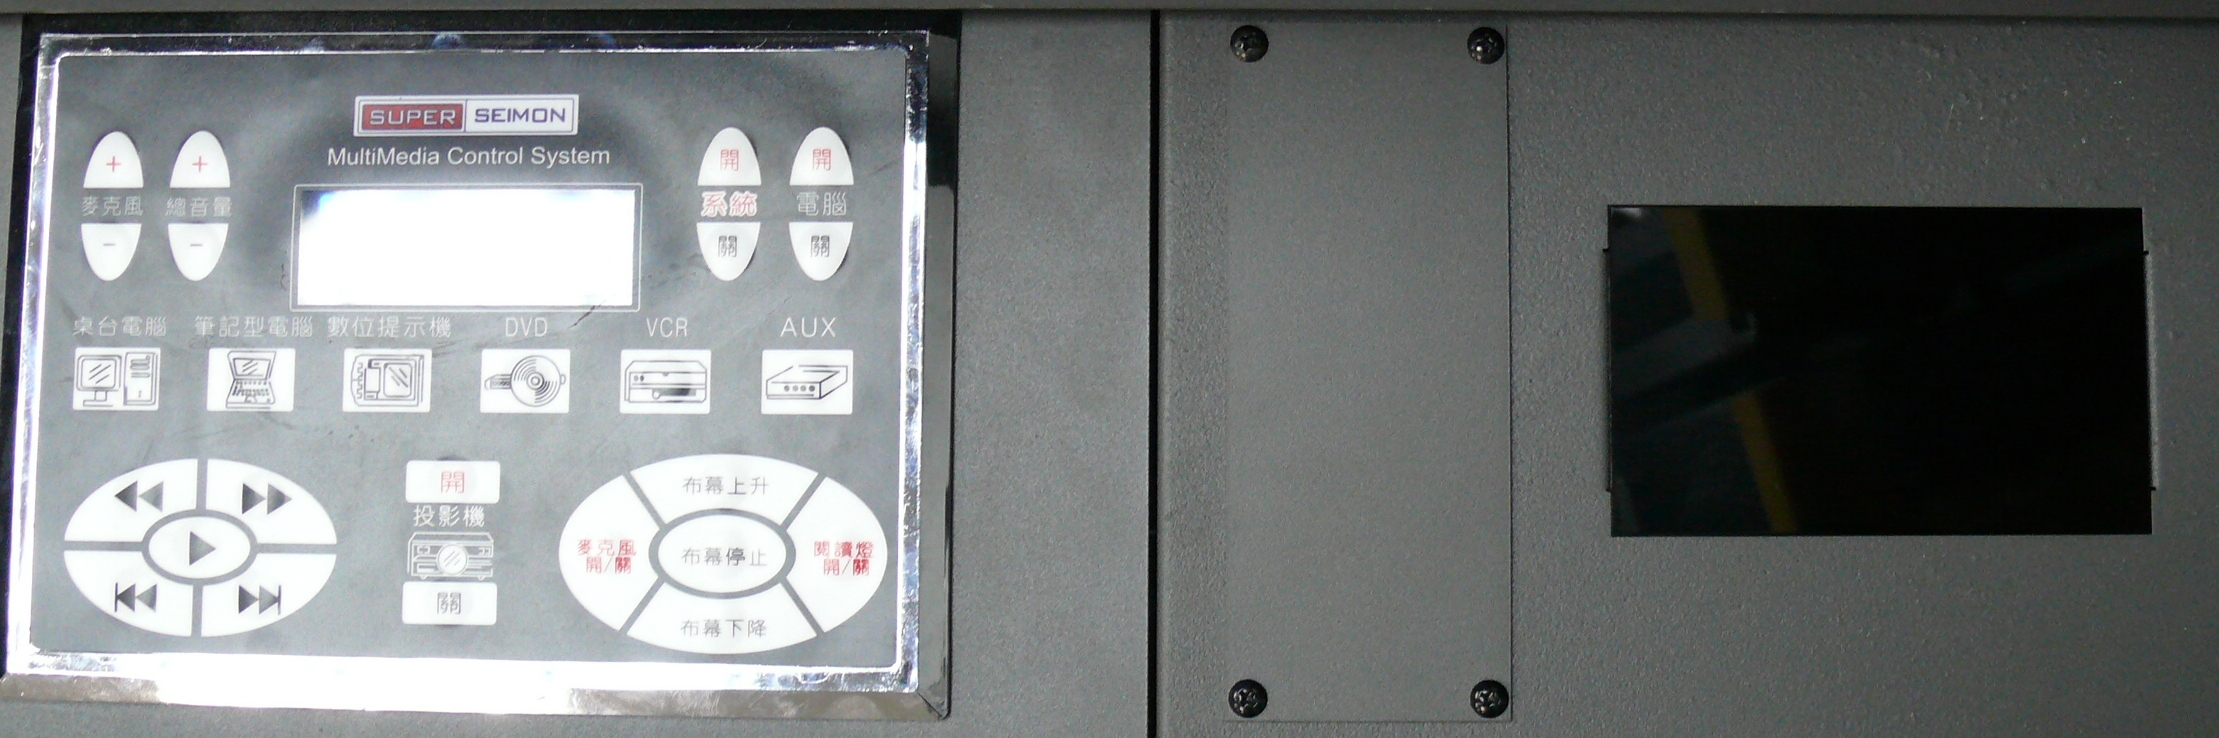 SUPER SEIMON
MultiMedia Control System
+ +
麥克風 總音量
- -
開 開
系統 電腦
關 關
桌台電腦 筆記型電腦 數位提示機 DVD VCR AUX
開
投影機
關
布幕上升
麥克風
開/關
布幕停止
閱讀燈
開/關
布幕下降